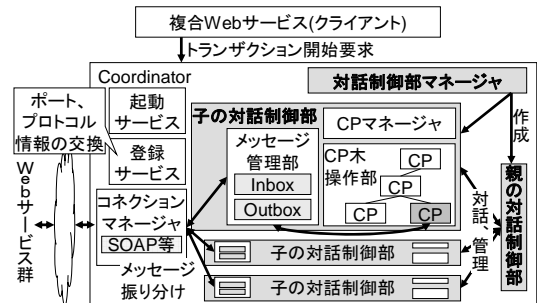 複合Webサービス(クライアント)
トランザクション開始要求
Coordinator
対話制御部マネージャ
ポート、
プロトコル
情報の交換
起動
サービス
登録
サービス
コネクション
マネージャ
SOAP等
メッセージ
振り分け
Webサービス群
子の対話制御部
メッセージ
管理部
Inbox
Outbox
CPマネージャ
CP木
操作部
CP
CP
CP
CP
作成
親の対話制御部
対話、管理
子の対話制御部
子の対話制御部